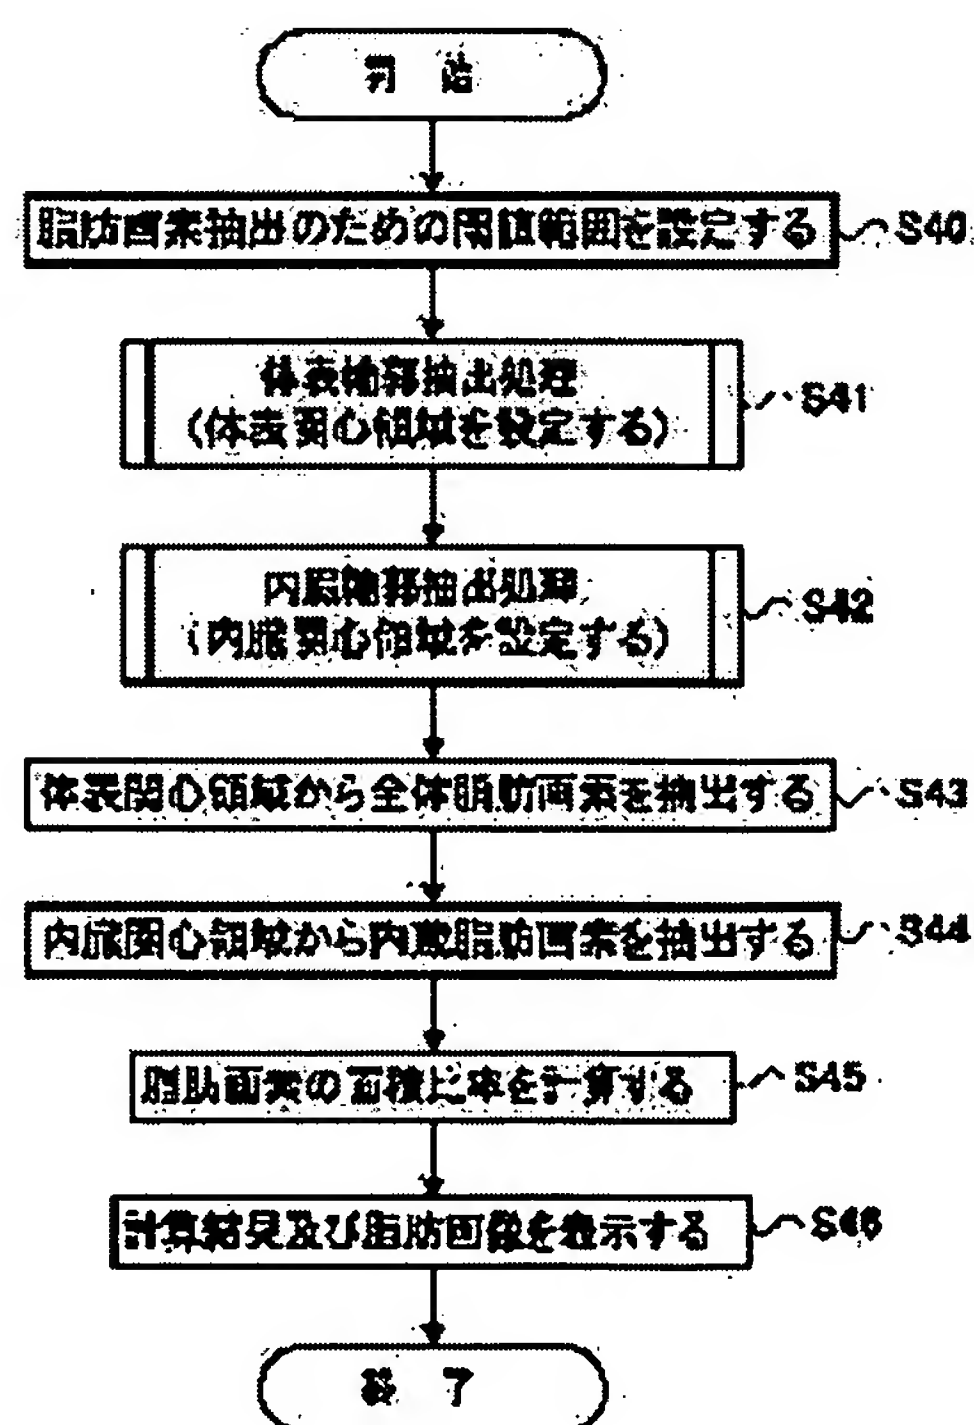 開 始
脂肪画素抽出のための閾値範囲を設定する
S40
体表輪郭抽出処理
(体表関心領域を設定する)
S41
内臓輪郭抽出処理
(内臓関心領域を設定する)
S42
体表関心領域から全体脂肪画素を抽出する
S43
内臓関心領域から内臓脂肪画素を抽出する
S44
脂肪画素の面積比率を計算する
S45
計算結果及び脂肪画像を表示する
S46
終 了